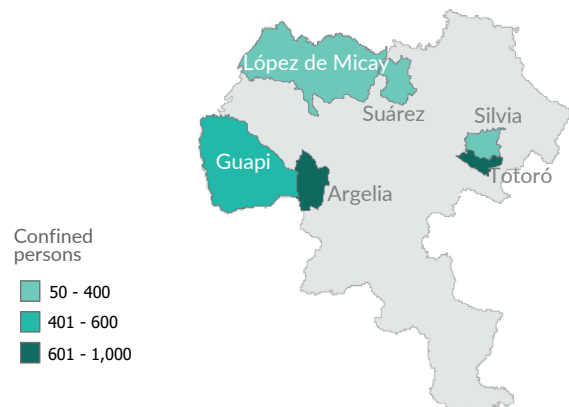 López de Micay
Suárez
Silvia
Guapi
Totoró
Argelia
Confined
persons
50 - 400
401 - 600
601 - 1,000